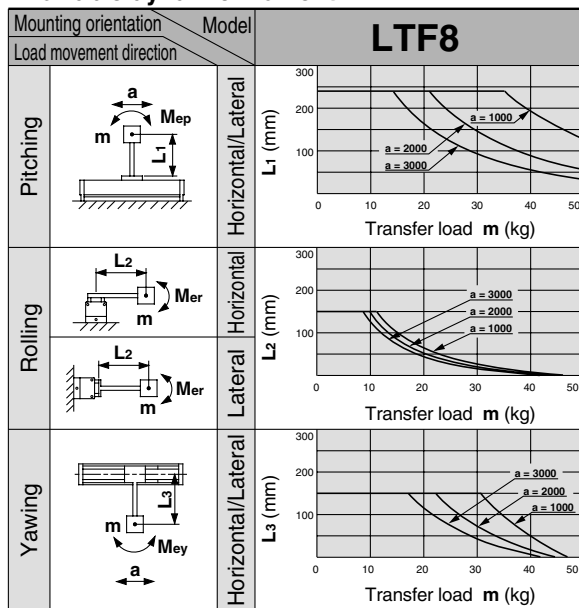 Mounting orientation
Model
Load movement direction
LTF8
Pitching
a
Mep
m
L1
Horizontal/Lateral
L1 (mm)
300
200
100
a = 1000
a = 2000
a = 3000
0 10 20 30 40 50
Transfer load m (kg)
Rolling
L2
Mer
m
Horizontal
L2
Mer
m
Lateral
L2 (mm)
300
200
100
a = 3000
a = 2000
a = 1000
0 10 20 30 40 50
Transfer load m (kg)
Yawing
L3
m
Mey
a
Horizontal/Lateral
L3 (mm)
300
200
100
a = 3000
a = 2000
a = 1000
0 10 20 30 40 50
Transfer load m (kg)